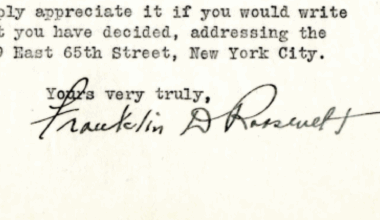 ply appreciate it if you would write
t you have decided, addressing the
9 East 65th Street, New York City.
Yours very truly,
Franklin D Roosevelt